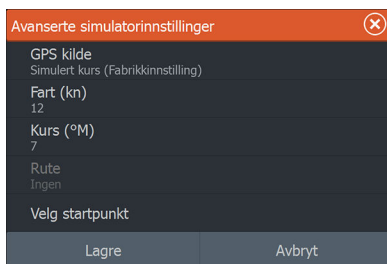 Avanserte simulatorinnstillinger
GPS kilde
Simulert kurs (Fabrikkinnstilling)
Fart (kn)
12
Kurs (°M)
7
Rute
Ingen
Velg startpunkt
Lagre
Avbryt